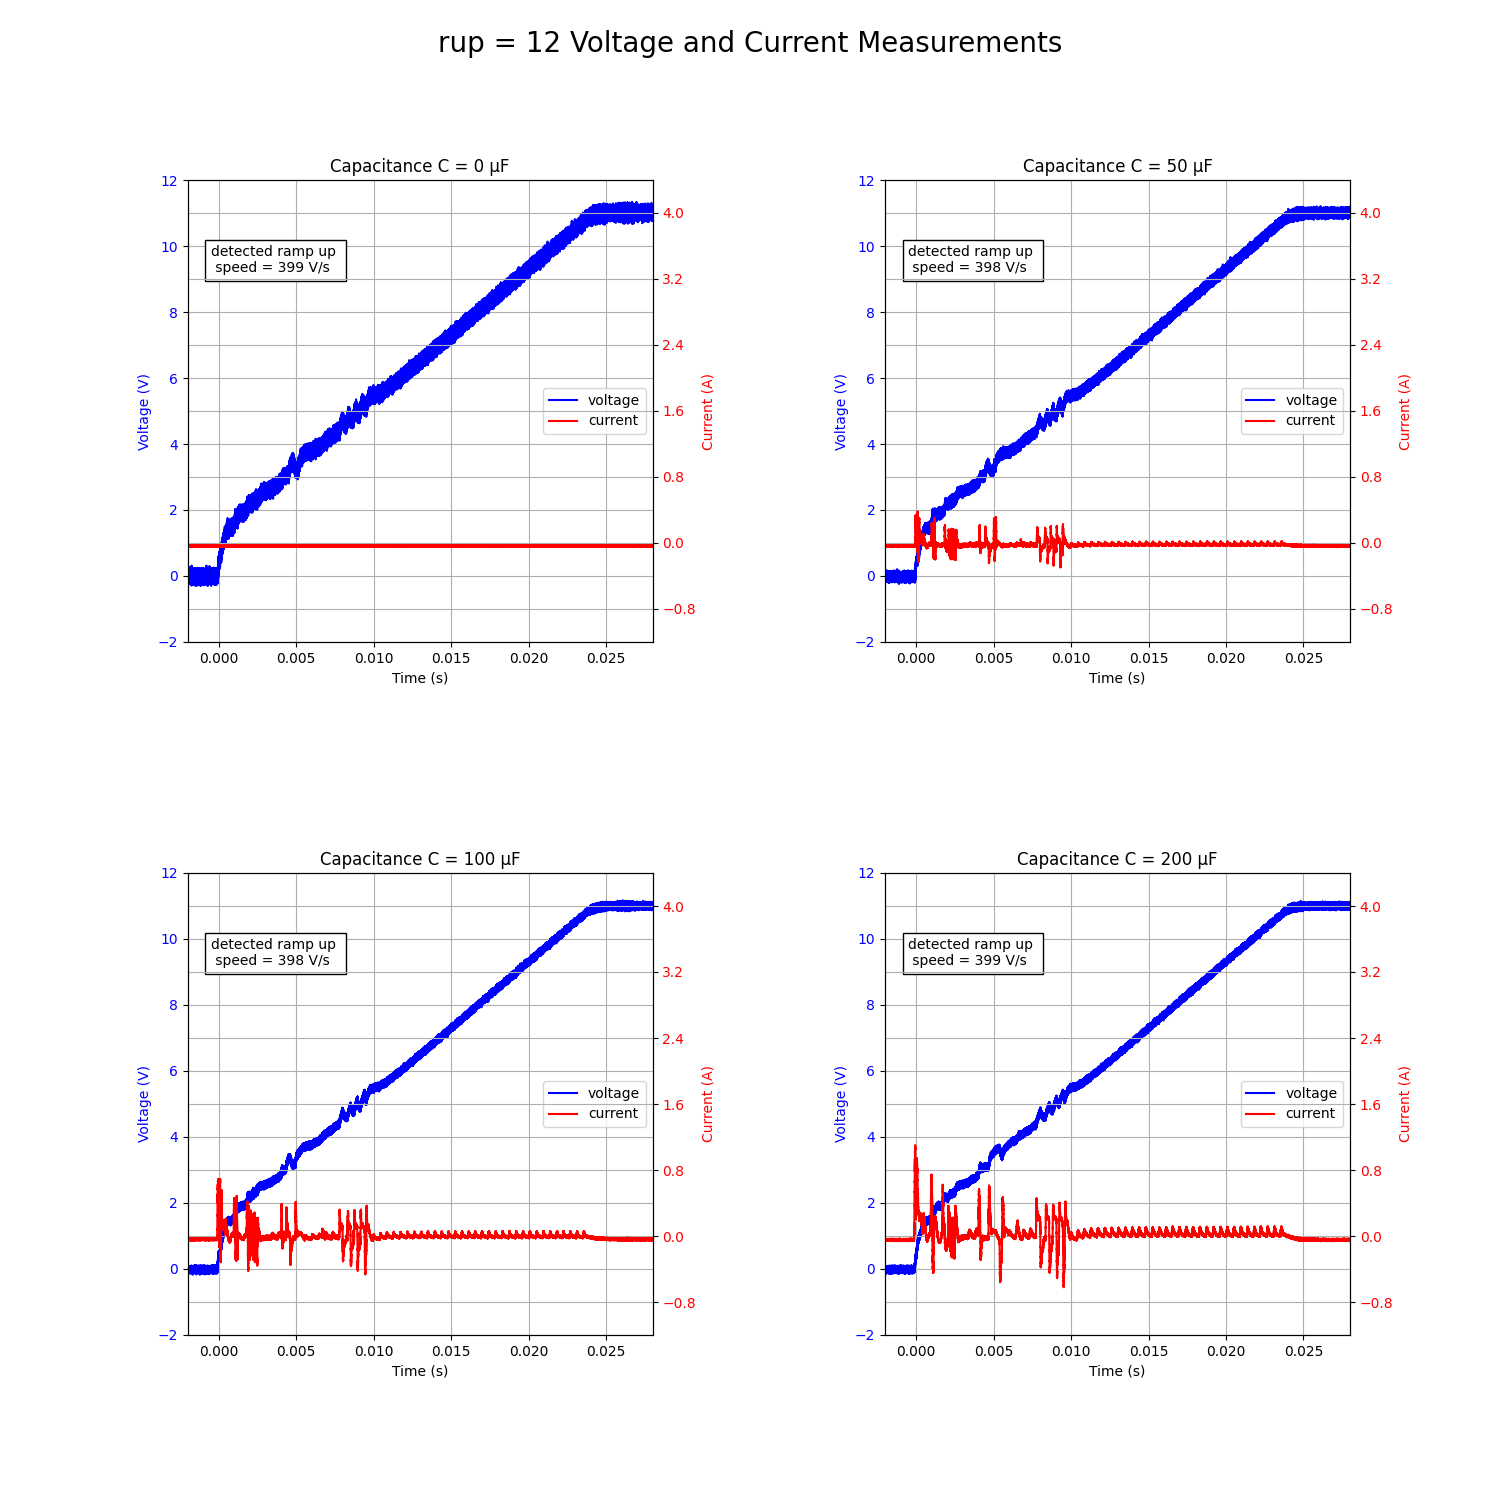 rup = 12 Voltage and Current Measurements
Capacitance C = 0 µF
12
10
8
6
4
2
0
−2
Voltage (V)
detected ramp up
speed = 399 V/s
voltage
current
4.0
3.2
2.4
1.6
0.8
0.0
−0.8
Current (A)
0.000 0.005 0.010 0.015 0.020 0.025
Time (s)
Capacitance C = 50 µF
12
10
8
6
4
2
0
−2
Voltage (V)
detected ramp up
speed = 398 V/s
voltage
current
4.0
3.2
2.4
1.6
0.8
0.0
−0.8
Current (A)
0.000 0.005 0.010 0.015 0.020 0.025
Time (s)
Capacitance C = 100 µF
12
10
8
6
4
2
0
−2
Voltage (V)
detected ramp up
speed = 398 V/s
voltage
current
4.0
3.2
2.4
1.6
0.8
0.0
−0.8
Current (A)
0.000 0.005 0.010 0.015 0.020 0.025
Time (s)
Capacitance C = 200 µF
12
10
8
6
4
2
0
−2
Voltage (V)
detected ramp up
speed = 399 V/s
voltage
current
4.0
3.2
2.4
1.6
0.8
0.0
−0.8
Current (A)
0.000 0.005 0.010 0.015 0.020 0.025
Time (s)